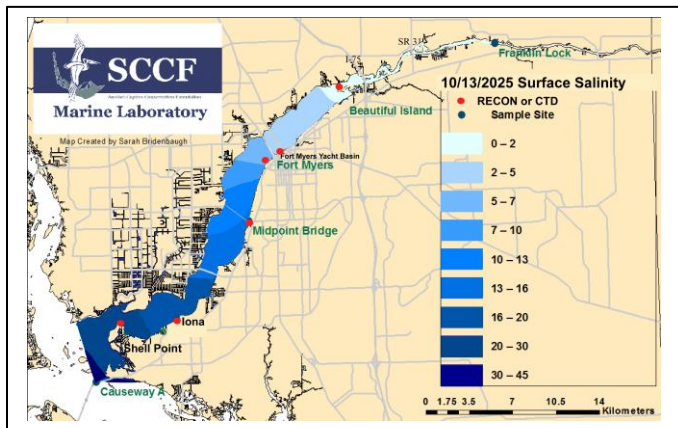 SCCF
Sanibel-Captiva Conservation Foundation
Marine Laboratory
Map Created by Sarah Bridenbaugh
SR 31
I-75
Franklin Lock
10/13/2025 Surface Salinity
RECON or CTD
Sample Site
0 – 2
2 – 5
5 – 7
7 – 10
10 – 13
13 – 16
16 – 20
20 – 30
30 – 45
Beautiful Island
Fort Myers Yacht Basin
Fort Myers
Midpoint Bridge
Iona
Shell Point
Causeway A
0 1.75 3.5 7 10.5 14
Kilometers